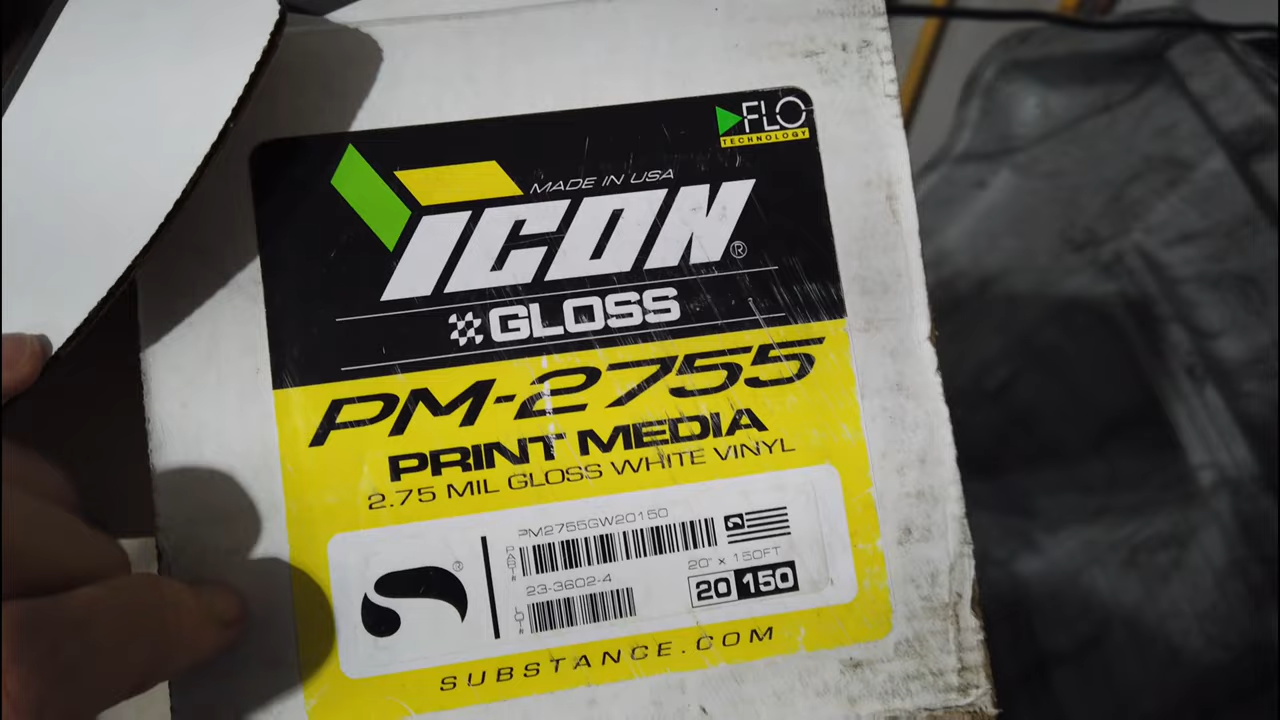 FLO
TECHNOLOGY
MADE IN USA
ICON®
GLOSS
PM-2755
PRINT MEDIA
2.75 MIL GLOSS WHITE VINYL
PM2755GW20150
PART#
20" x 150FT
23-3602-4
20 150
LOT#
®
SUBSTANCE.COM